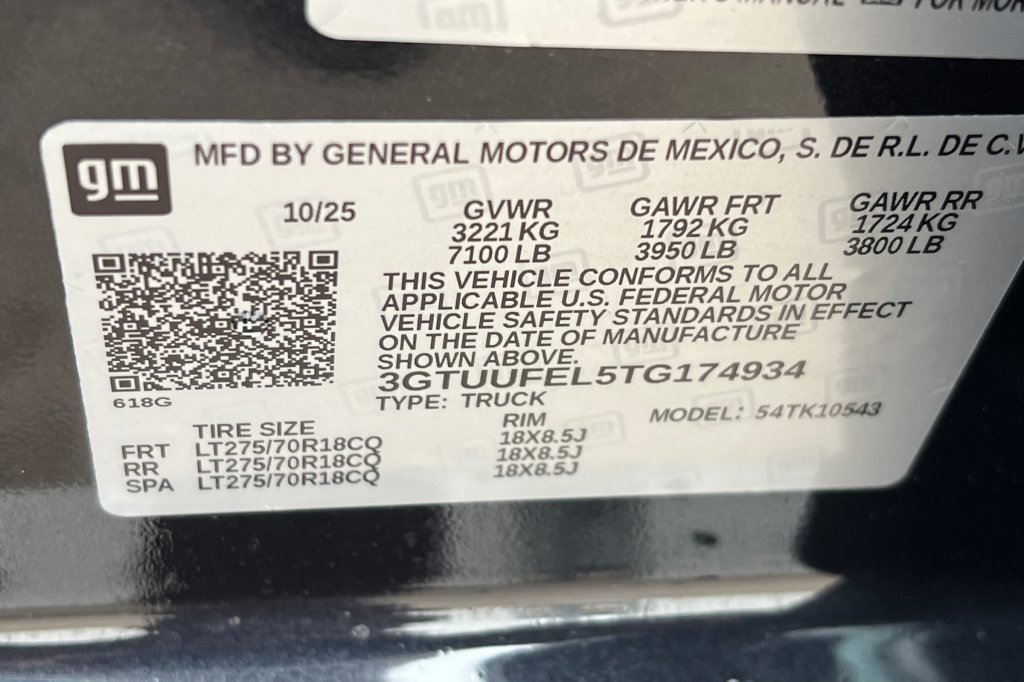 MANUAL FOR MOR
gm
MFD BY GENERAL MOTORS DE MEXICO, S. DE R.L. DE C.V
10/25
GVWR GAWR FRT GAWR RR
3221 KG 1792 KG 1724 KG
7100 LB 3950 LB 3800 LB
THIS VEHICLE CONFORMS TO ALL
APPLICABLE U.S. FEDERAL MOTOR
VEHICLE SAFETY STANDARDS IN EFFECT
ON THE DATE OF MANUFACTURE
SHOWN ABOVE.
3GTUUFEL5TG174934
TYPE: TRUCK MODEL: 54TK10543
618G
TIRE SIZE RIM
FRT LT275/70R18CQ 18X8.5J
RR LT275/70R18CQ 18X8.5J
SPA LT275/70R18CQ 18X8.5J